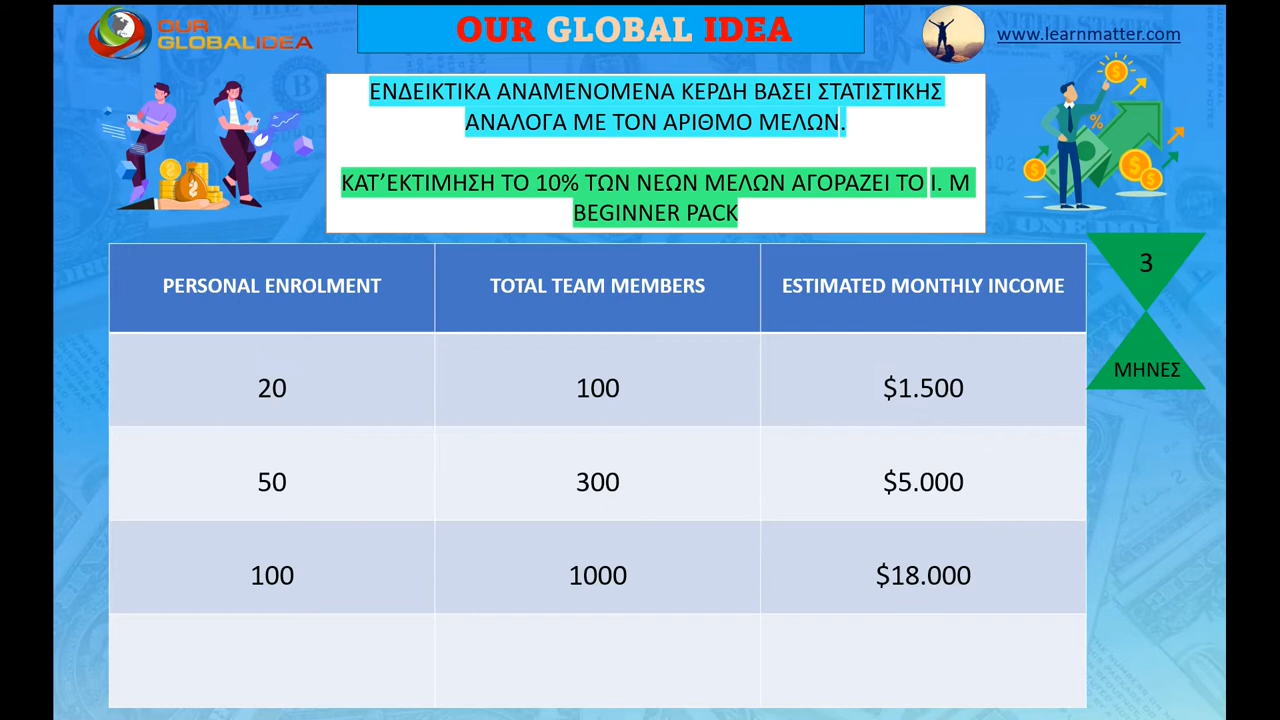 OUR
GLOBALIDEA
OUR GLOBAL IDEA
www.learnmatter.com
ΕΝΔΕΙΚΤΙΚΑ ΑΝΑΜΕΝΟΜΕΝΑ ΚΕΡΔΗ ΒΑΣΕΙ ΣΤΑΤΙΣΤΙΚΗΣ
ΑΝΑΛΟΓΑ ΜΕ ΤΟΝ ΑΡΙΘΜΟ ΜΕΛΩΝ.
ΚΑΤ’ΕΚΤΙΜΗΣΗ ΤΟ 10% ΤΩΝ ΝΕΩΝ ΜΕΛΩΝ ΑΓΟΡΑΖΕΙ ΤΟ I. M
BEGINNER PACK
3
ΜΗΝΕΣ
PERSONAL ENROLMENT TOTAL TEAM MEMBERS ESTIMATED MONTHLY INCOME
20 100 $1.500
50 300 $5.000
100 1000 $18.000